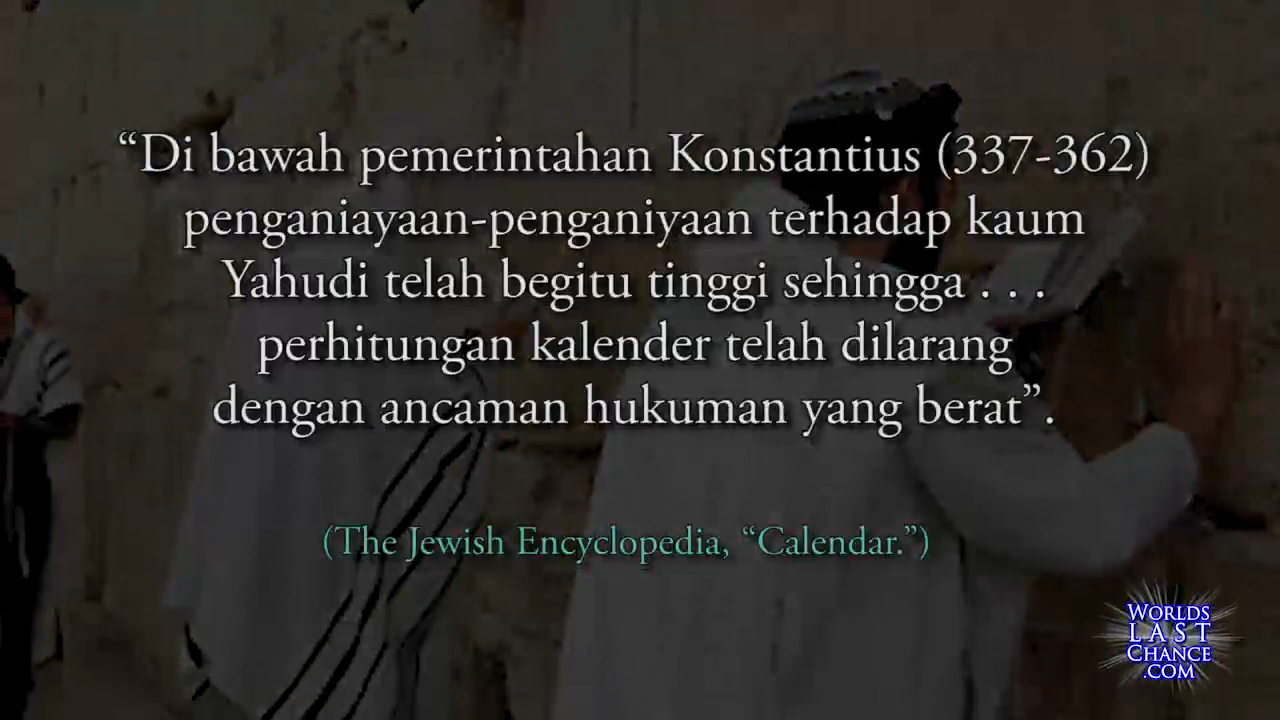 “Di bawah pemerintahan Konstantius (337-362)
penganiayaan-penganiyaan terhadap kaum
Yahudi telah begitu tinggi sehingga . . .
perhitungan kalender telah dilarang
dengan ancaman hukuman yang berat”.
(The Jewish Encyclopedia, “Calendar.”)
WORLDS
LAST
CHANCE
.COM